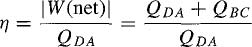 η = |W(net)| / Q_DA = (Q_DA + Q_BC) / Q_DA